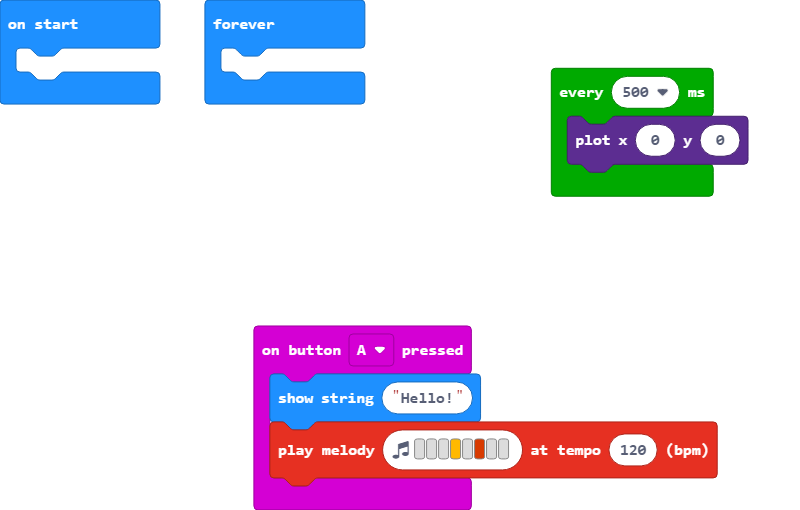 on start
forever
every 500 ms
plot x 0 y 0
on button A pressed
show string "Hello!"
play melody at tempo 120 (bpm)